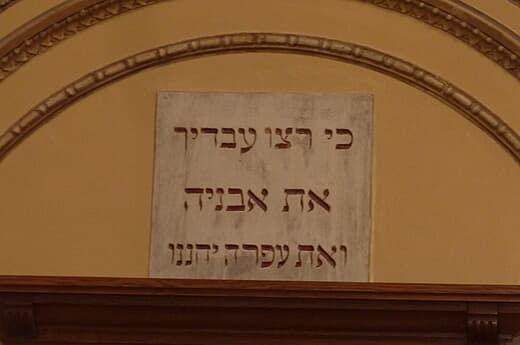 כי רצו עבדיך
את אבניה
ואת עפרה יחננו